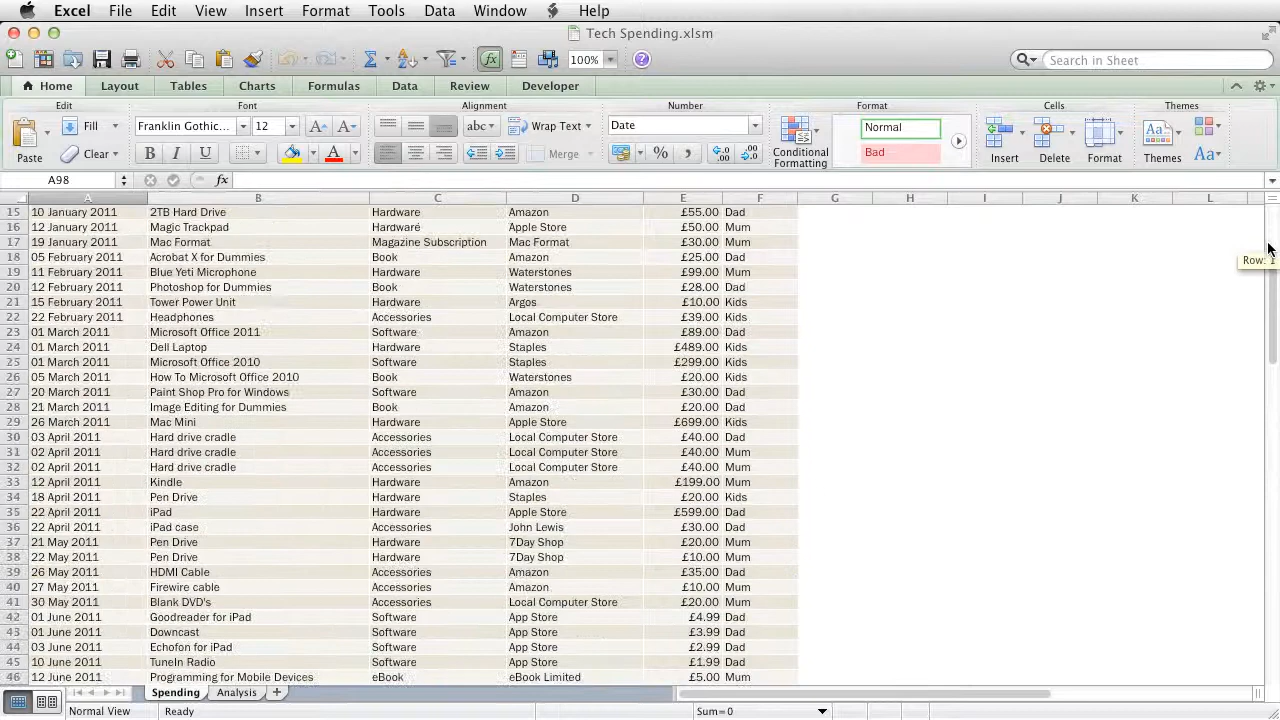 Excel File Edit View Insert Format Tools Data Window Help
Tech Spending.xlsm
100% Search in Sheet
Home Layout Tables Charts Formulas Data Review Developer
Edit Font Alignment Number Format Cells Themes
Fill Franklin Gothic... 12 A A abc Wrap Text Date Normal
Paste Clear B I U A Merge % Conditional Formatting Bad Insert Delete Format Themes Aa
A98 fx
A B C D E F G H I J K L
15 10 January 2011 2TB Hard Drive Hardware Amazon £55.00 Dad
16 12 January 2011 Magic Trackpad Hardware Apple Store £50.00 Mum
17 19 January 2011 Mac Format Magazine Subscription Mac Format £30.00 Mum
18 05 February 2011 Acrobat X for Dummies Book Amazon £25.00 Dad
Row: 1
19 11 February 2011 Blue Yeti Microphone Hardware Waterstones £99.00 Mum
20 12 February 2011 Photoshop for Dummies Book Waterstones £28.00 Dad
21 15 February 2011 Tower Power Unit Hardware Argos £10.00 Kids
22 22 February 2011 Headphones Accessories Local Computer Store £39.00 Kids
23 01 March 2011 Microsoft Office 2011 Software Amazon £89.00 Dad
24 01 March 2011 Dell Laptop Hardware Staples £489.00 Kids
25 01 March 2011 Microsoft Office 2010 Software Staples £299.00 Kids
26 05 March 2011 How To Microsoft Office 2010 Book Waterstones £20.00 Kids
27 20 March 2011 Paint Shop Pro for Windows Software Amazon £30.00 Dad
28 21 March 2011 Image Editing for Dummies Book Amazon £20.00 Dad
29 26 March 2011 Mac Mini Hardware Apple Store £699.00 Kids
30 03 April 2011 Hard drive cradle Accessories Local Computer Store £40.00 Dad
31 02 April 2011 Hard drive cradle Accessories Local Computer Store £40.00 Mum
32 02 April 2011 Hard drive cradle Accessories Local Computer Store £40.00 Mum
33 12 April 2011 Kindle Hardware Amazon £199.00 Mum
34 18 April 2011 Pen Drive Hardware Staples £20.00 Kids
35 22 April 2011 iPad Hardware Apple Store £599.00 Dad
36 22 April 2011 iPad case Accessories John Lewis £30.00 Dad
37 21 May 2011 Pen Drive Hardware 7Day Shop £20.00 Mum
38 22 May 2011 Pen Drive Hardware 7Day Shop £10.00 Mum
39 26 May 2011 HDMI Cable Accessories Amazon £35.00 Dad
40 27 May 2011 Firewire cable Accessories Amazon £10.00 Mum
41 30 May 2011 Blank DVD's Accessories Local Computer Store £20.00 Mum
42 01 June 2011 Goodreader for iPad Software App Store £4.99 Dad
43 01 June 2011 Downcast Software App Store £3.99 Dad
44 03 June 2011 Echofon for iPad Software App Store £2.99 Dad
45 10 June 2011 TuneIn Radio Software App Store £1.99 Dad
46 12 June 2011 Programming for Mobile Devices eBook eBook Limited £5.00 Mum
Spending Analysis
Normal View Ready Sum=0